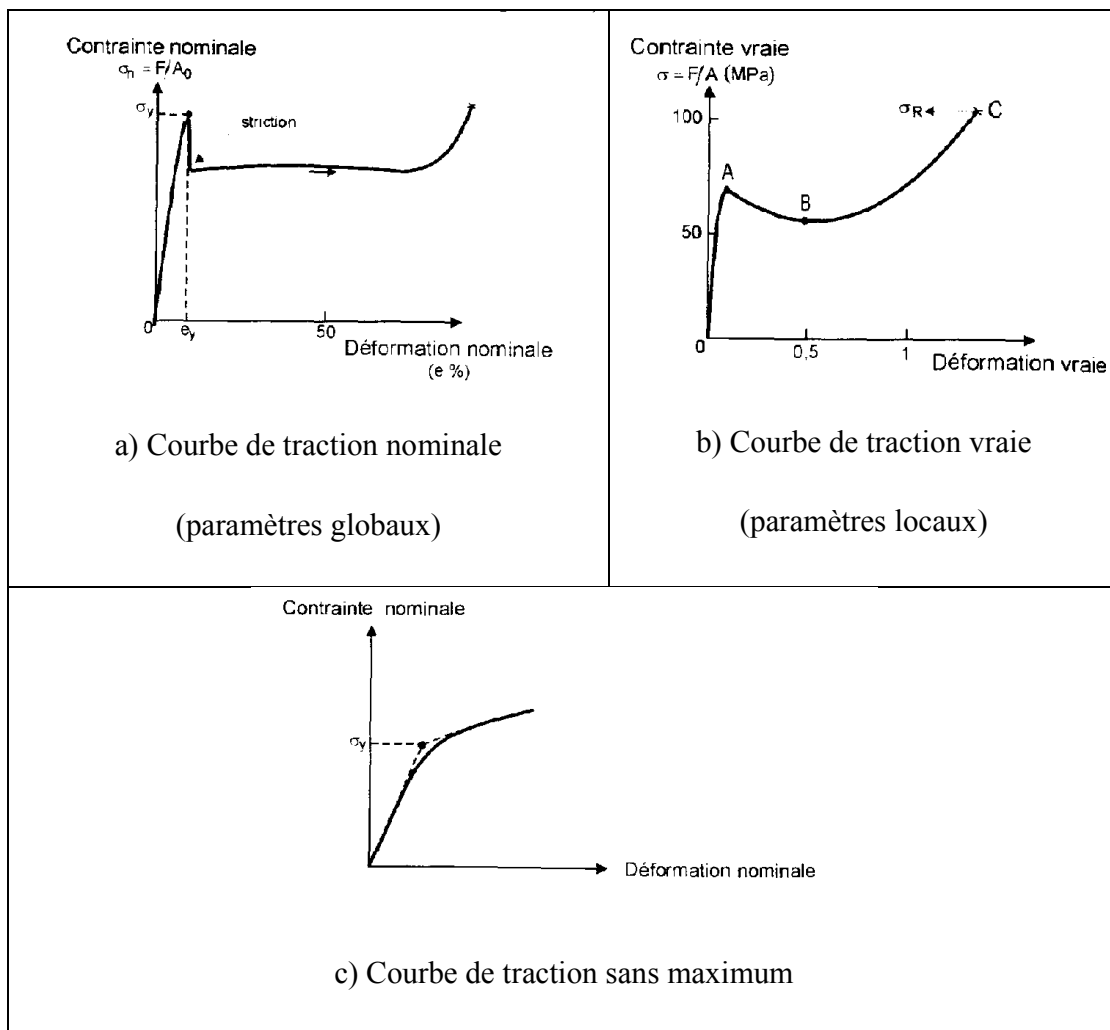 Contrainte nominale
σn = F/A0
σy
striction
0
ey
50
Déformation nominale
(e %)
a) Courbe de traction nominale
(paramètres globaux)
Contrainte vraie
σ = F/A (MPa)
100
σR
C
A
B
50
0
0,5
1
Déformation vraie
b) Courbe de traction vraie
(paramètres locaux)
Contrainte nominale
σy
Déformation nominale
c) Courbe de traction sans maximum